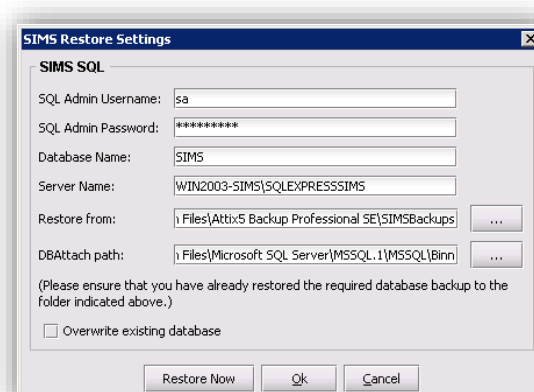 SIMS Restore Settings
SIMS SQL
SQL Admin Username: sa
SQL Admin Password: *********
Database Name: SIMS
Server Name: WIN2003-SIMS\SQLEXPRESSSIMS
Restore from: Files\Attix5 Backup Professional SE\SIMSBackups ...
DBAttach path: Files\Microsoft SQL Server\MSSQL.1\MSSQL\Binn ...
(Please ensure that you have already restored the required database backup to the
folder indicated above.)
Overwrite existing database
Restore Now Ok Cancel